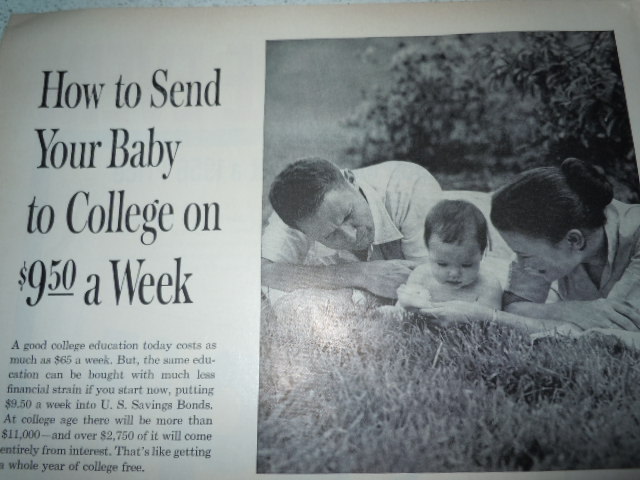 How to Send
Your Baby
to College on
$9.50 a Week
A good college education today costs as
much as $65 a week. But, the same edu-
cation can be bought with much less
financial strain if you start now, putting
$9.50 a week into U. S. Savings Bonds.
At college age there will be more than
$11,000—and over $2,750 of it will come
entirely from interest. That's like getting
a whole year of college free.